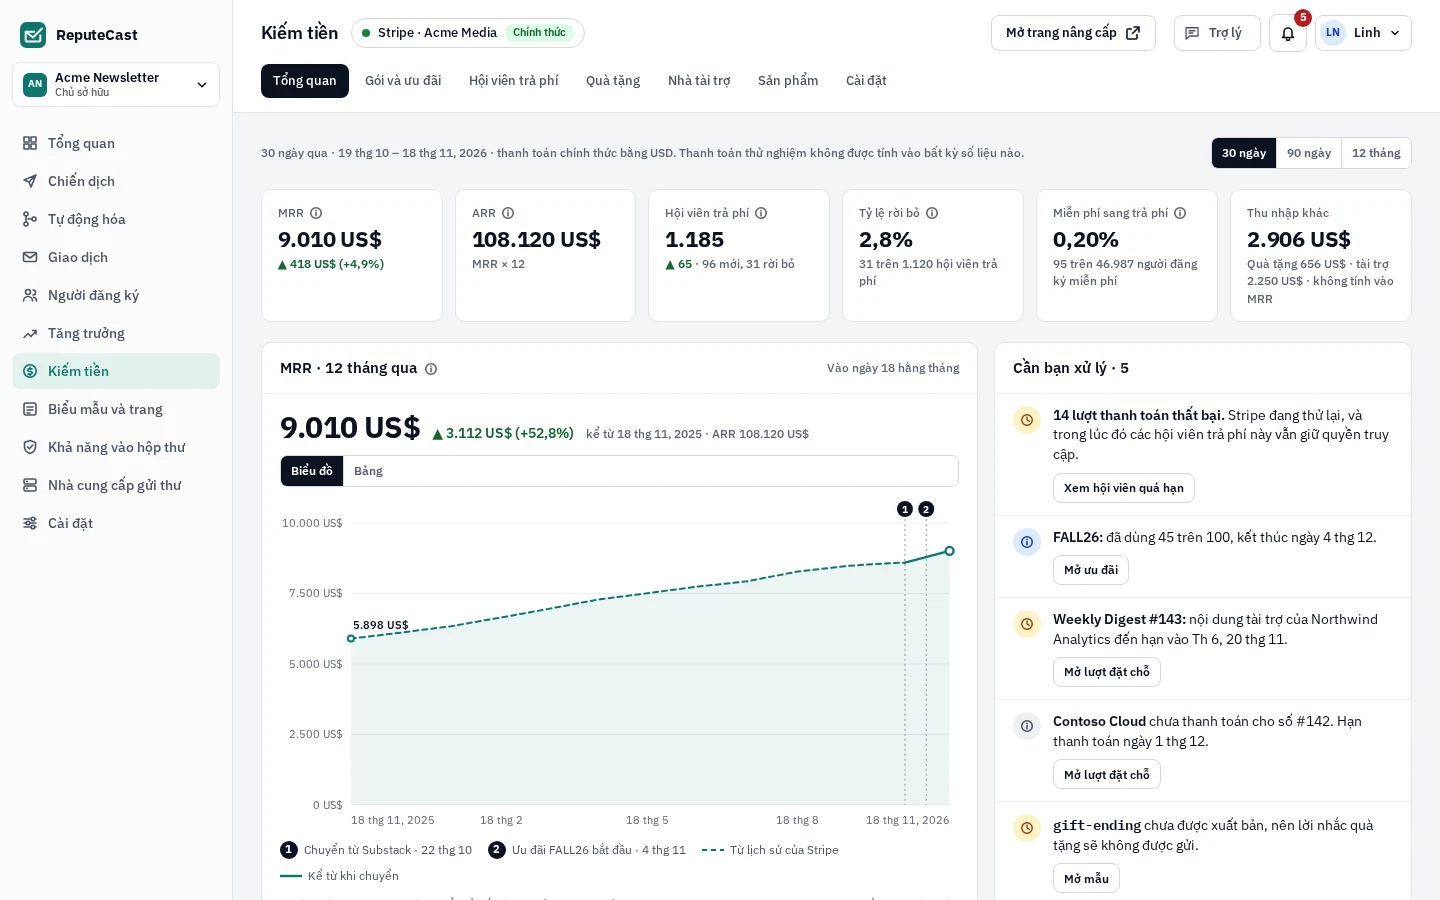 ReputeCast
AN
Acme Newsletter
Chủ sở hữu
Tổng quan
Chiến dịch
Tự động hóa
Giao dịch
Người đăng ký
Tăng trưởng
Kiếm tiền
Biểu mẫu và trang
Khả năng vào hộp thư
Nhà cung cấp gửi thư
Cài đặt
Kiếm tiền
Stripe · Acme Media Chính thức
Mở trang nâng cấp
Trợ lý
5
LN Linh
Tổng quan Gói và ưu đãi Hội viên trả phí Quà tặng Nhà tài trợ Sản phẩm Cài đặt
30 ngày qua · 19 thg 10 – 18 thg 11, 2026 · thanh toán chính thức bằng USD. Thanh toán thử nghiệm không được tính vào bất kỳ số liệu nào.
30 ngày 90 ngày 12 tháng
MRR
9.010 US$
▲ 418 US$ (+4,9%)
ARR
108.120 US$
MRR × 12
Hội viên trả phí
1.185
▲ 65 · 96 mới, 31 rời bỏ
Tỷ lệ rời bỏ
2,8%
31 trên 1.120 hội viên trả
phí
Miễn phí sang trả phí
0,20%
95 trên 46.987 người đăng
ký miễn phí
Thu nhập khác
2.906 US$
Quà tặng 656 US$ · tài trợ
2.250 US$ · không tính vào
MRR
MRR · 12 tháng qua
Vào ngày 18 hằng tháng
9.010 US$ ▲ 3.112 US$ (+52,8%) kể từ 18 thg 11, 2025 · ARR 108.120 US$
Biểu đồ Bảng
1 2
10.000 US$
7.500 US$
5.898 US$
5.000 US$
2.500 US$
0 US$
18 thg 11, 2025 18 thg 2 18 thg 5 18 thg 8 18 thg 11, 2026
1 Chuyển từ Substack · 22 thg 10 2 Ưu đãi FALL26 bắt đầu · 4 thg 11 Từ lịch sử của Stripe
Kể từ khi chuyển
Cần bạn xử lý · 5
14 lượt thanh toán thất bại. Stripe đang thử lại, và
trong lúc đó các hội viên trả phí này vẫn giữ quyền truy
cập.
Xem hội viên quá hạn
FALL26: đã dùng 45 trên 100, kết thúc ngày 4 thg 12.
Mở ưu đãi
Weekly Digest #143: nội dung tài trợ của Northwind
Analytics đến hạn vào Th 6, 20 thg 11.
Mở lượt đặt chỗ
Contoso Cloud chưa thanh toán cho số #142. Hạn
thanh toán ngày 1 thg 12.
Mở lượt đặt chỗ
gift-ending chưa được xuất bản, nên lời nhắc quà
tặng sẽ không được gửi.
Mở mẫu